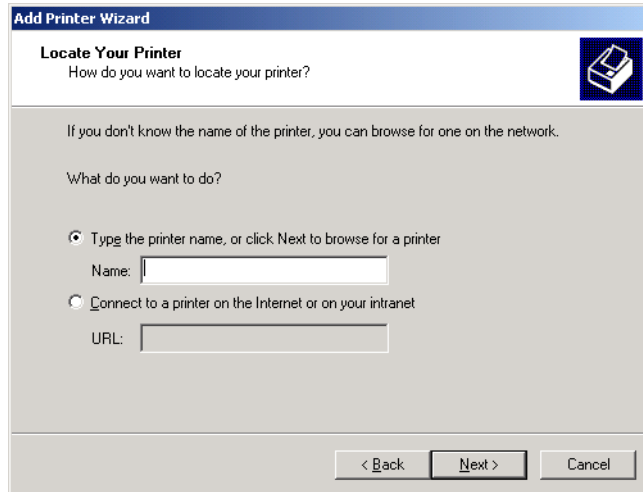 Add Printer Wizard
Locate Your Printer
How do you want to locate your printer?
If you don't know the name of the printer, you can browse for one on the network.
What do you want to do?
Type the printer name, or click Next to browse for a printer
Name:
Connect to a printer on the Internet or on your intranet
URL:
< Back Next > Cancel